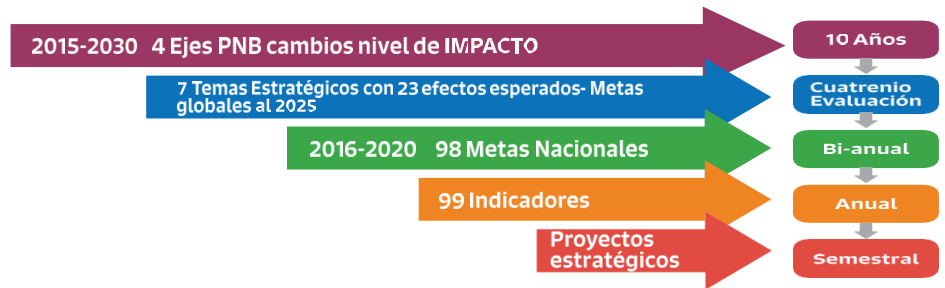 2015-2030 4 Ejes PNB cambios nivel de IMPACTO
10 Años
7 Temas Estratégicos con 23 efectos esperados- Metas
globales al 2025
Cuatrenio
Evaluación
2016-2020 98 Metas Nacionales
Bi-anual
99 Indicadores
Anual
Proyectos
estratégicos
Semestral